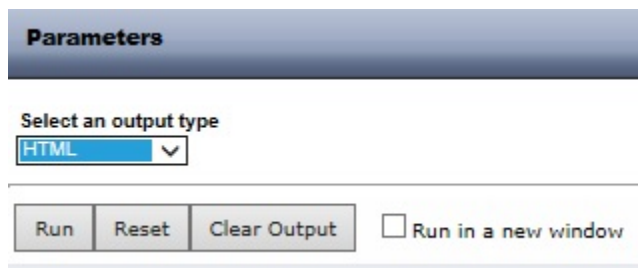 Parameters
Select an output type
HTML
Run Reset Clear Output Run in a new window